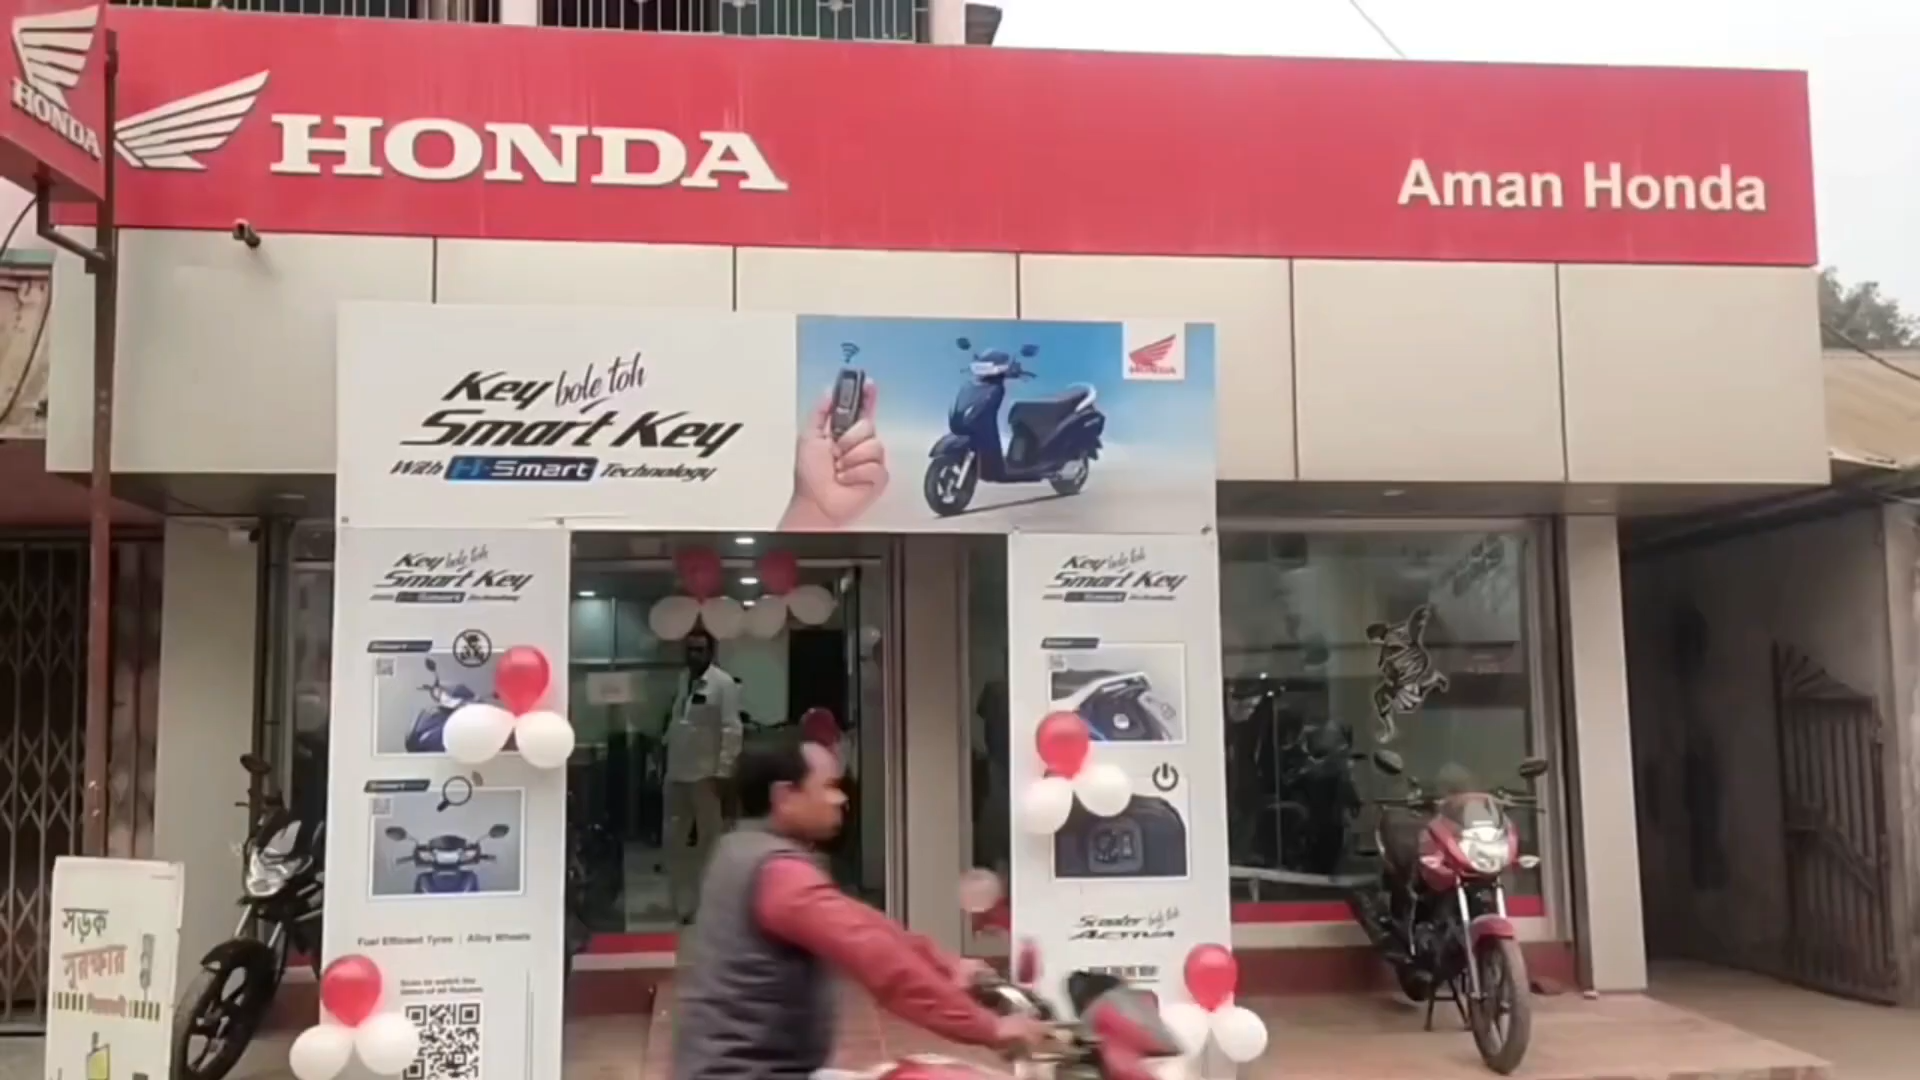 HONDA
HONDA
Aman Honda
Key bole toh
Smart Key
With H-Smart Technology
HONDA
Key bole toh
Smart Key
Key bole toh
Smart Key
Fuel Efficient Tyres | Alloy Wheels
Scooter bole toh
ACTIVA
সড়ক
সুরক্ষার